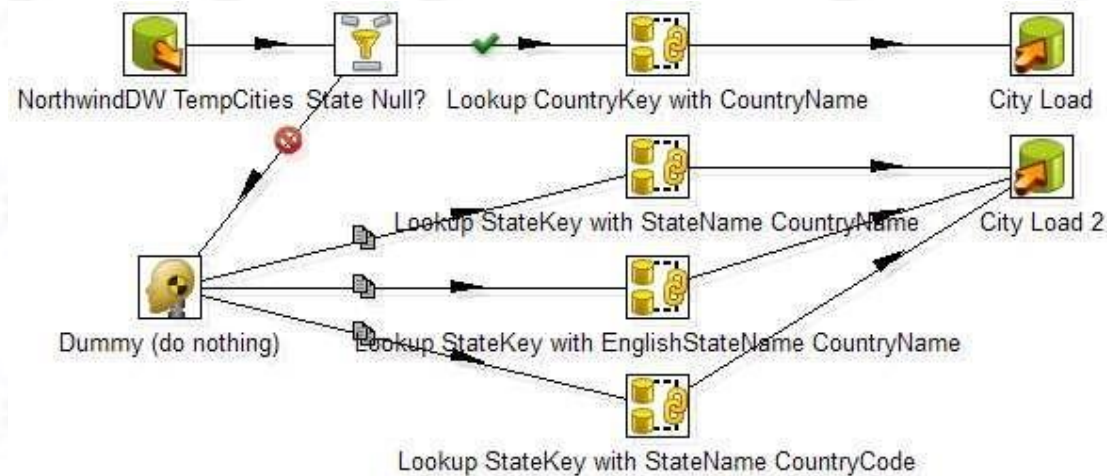 NorthwindDW TempCities
State Null?
Lookup CountryKey with CountryName
City Load
Lookup StateKey with StateName CountryName
City Load 2
Dummy (do nothing)
Lookup StateKey with EnglishStateName CountryName
Lookup StateKey with StateName CountryCode